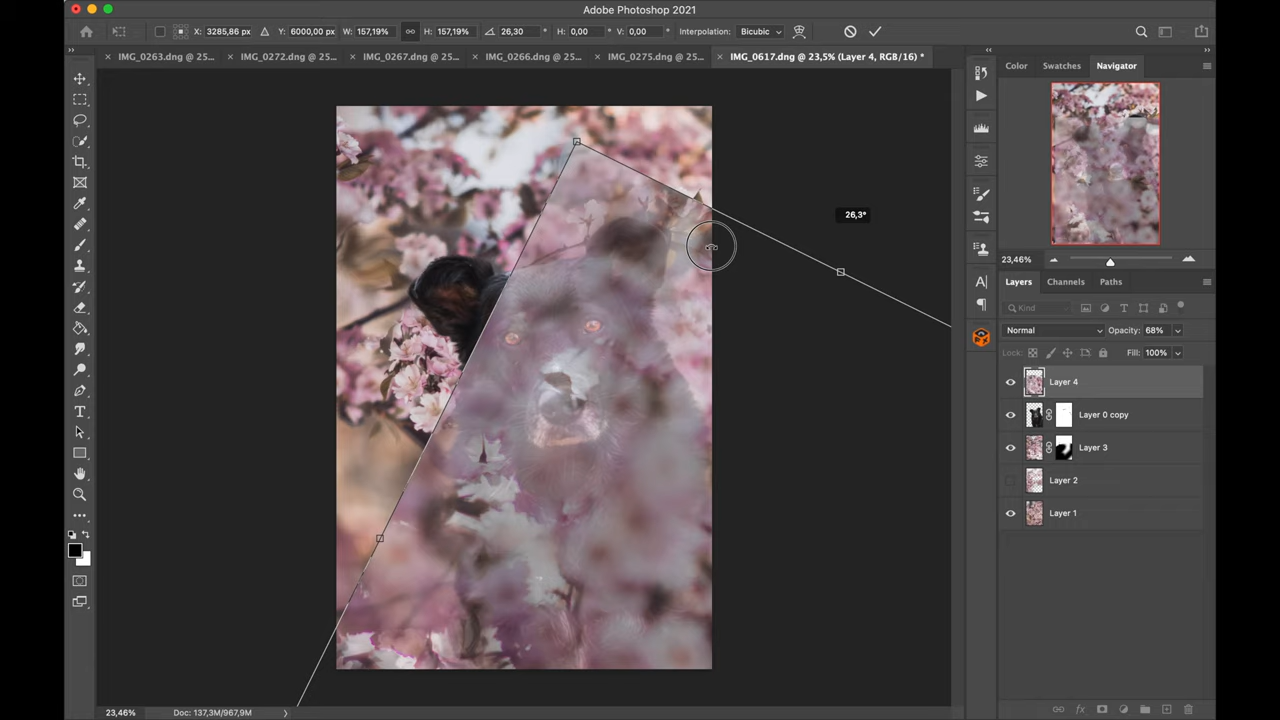 Adobe Photoshop 2021
X: 3285,86 px Y: 6000,00 px W: 157,19% H: 157,19% 26,30 ° H: 0,00 ° V: 0,00 ° Interpolation: Bicubic
IMG_0263.dng @ 25... IMG_0272.dng @ 25... IMG_0267.dng @ 25... IMG_0266.dng @ 25... IMG_0275.dng @ 25... IMG_0617.dng @ 23,5% (Layer 4, RGB/16) *
Color Swatches Navigator
26,3°
23,46%
Layers Channels Paths
Kind
Normal Opacity: 68%
Lock: Fill: 100%
Layer 4
Layer 0 copy
Layer 3
Layer 2
Layer 1
23,46% Doc: 137,3M/967,9M